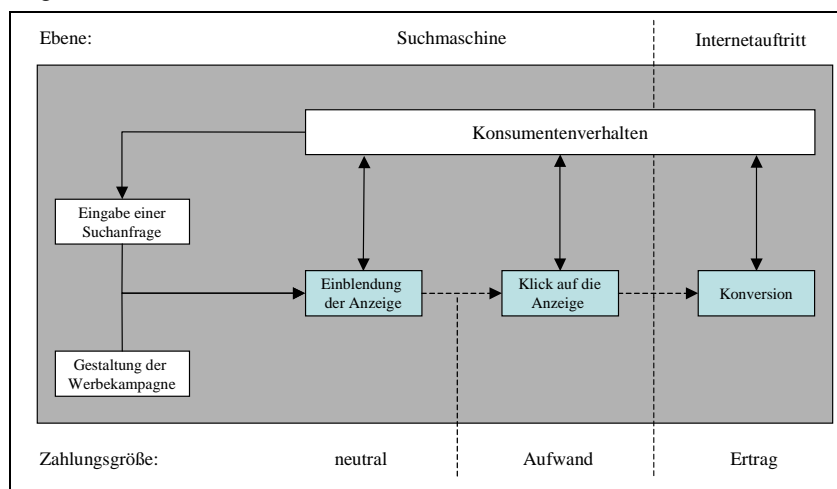 Ebene:
Suchmaschine
Internetauftritt
Konsumentenverhalten
Eingabe einer
Suchanfrage
Einblendung
der Anzeige
Klick auf die
Anzeige
Konversion
Gestaltung der
Werbekampagne
Zahlungsgröße:
neutral
Aufwand
Ertrag